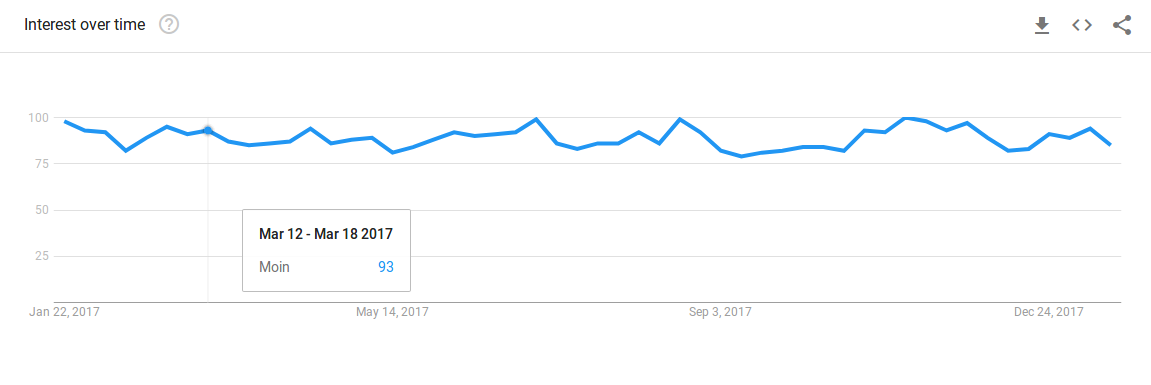 Interest over time ?
100
75
50
25
Mar 12 - Mar 18 2017
Moin 93
Jan 22, 2017 May 14, 2017 Sep 3, 2017 Dec 24, 2017